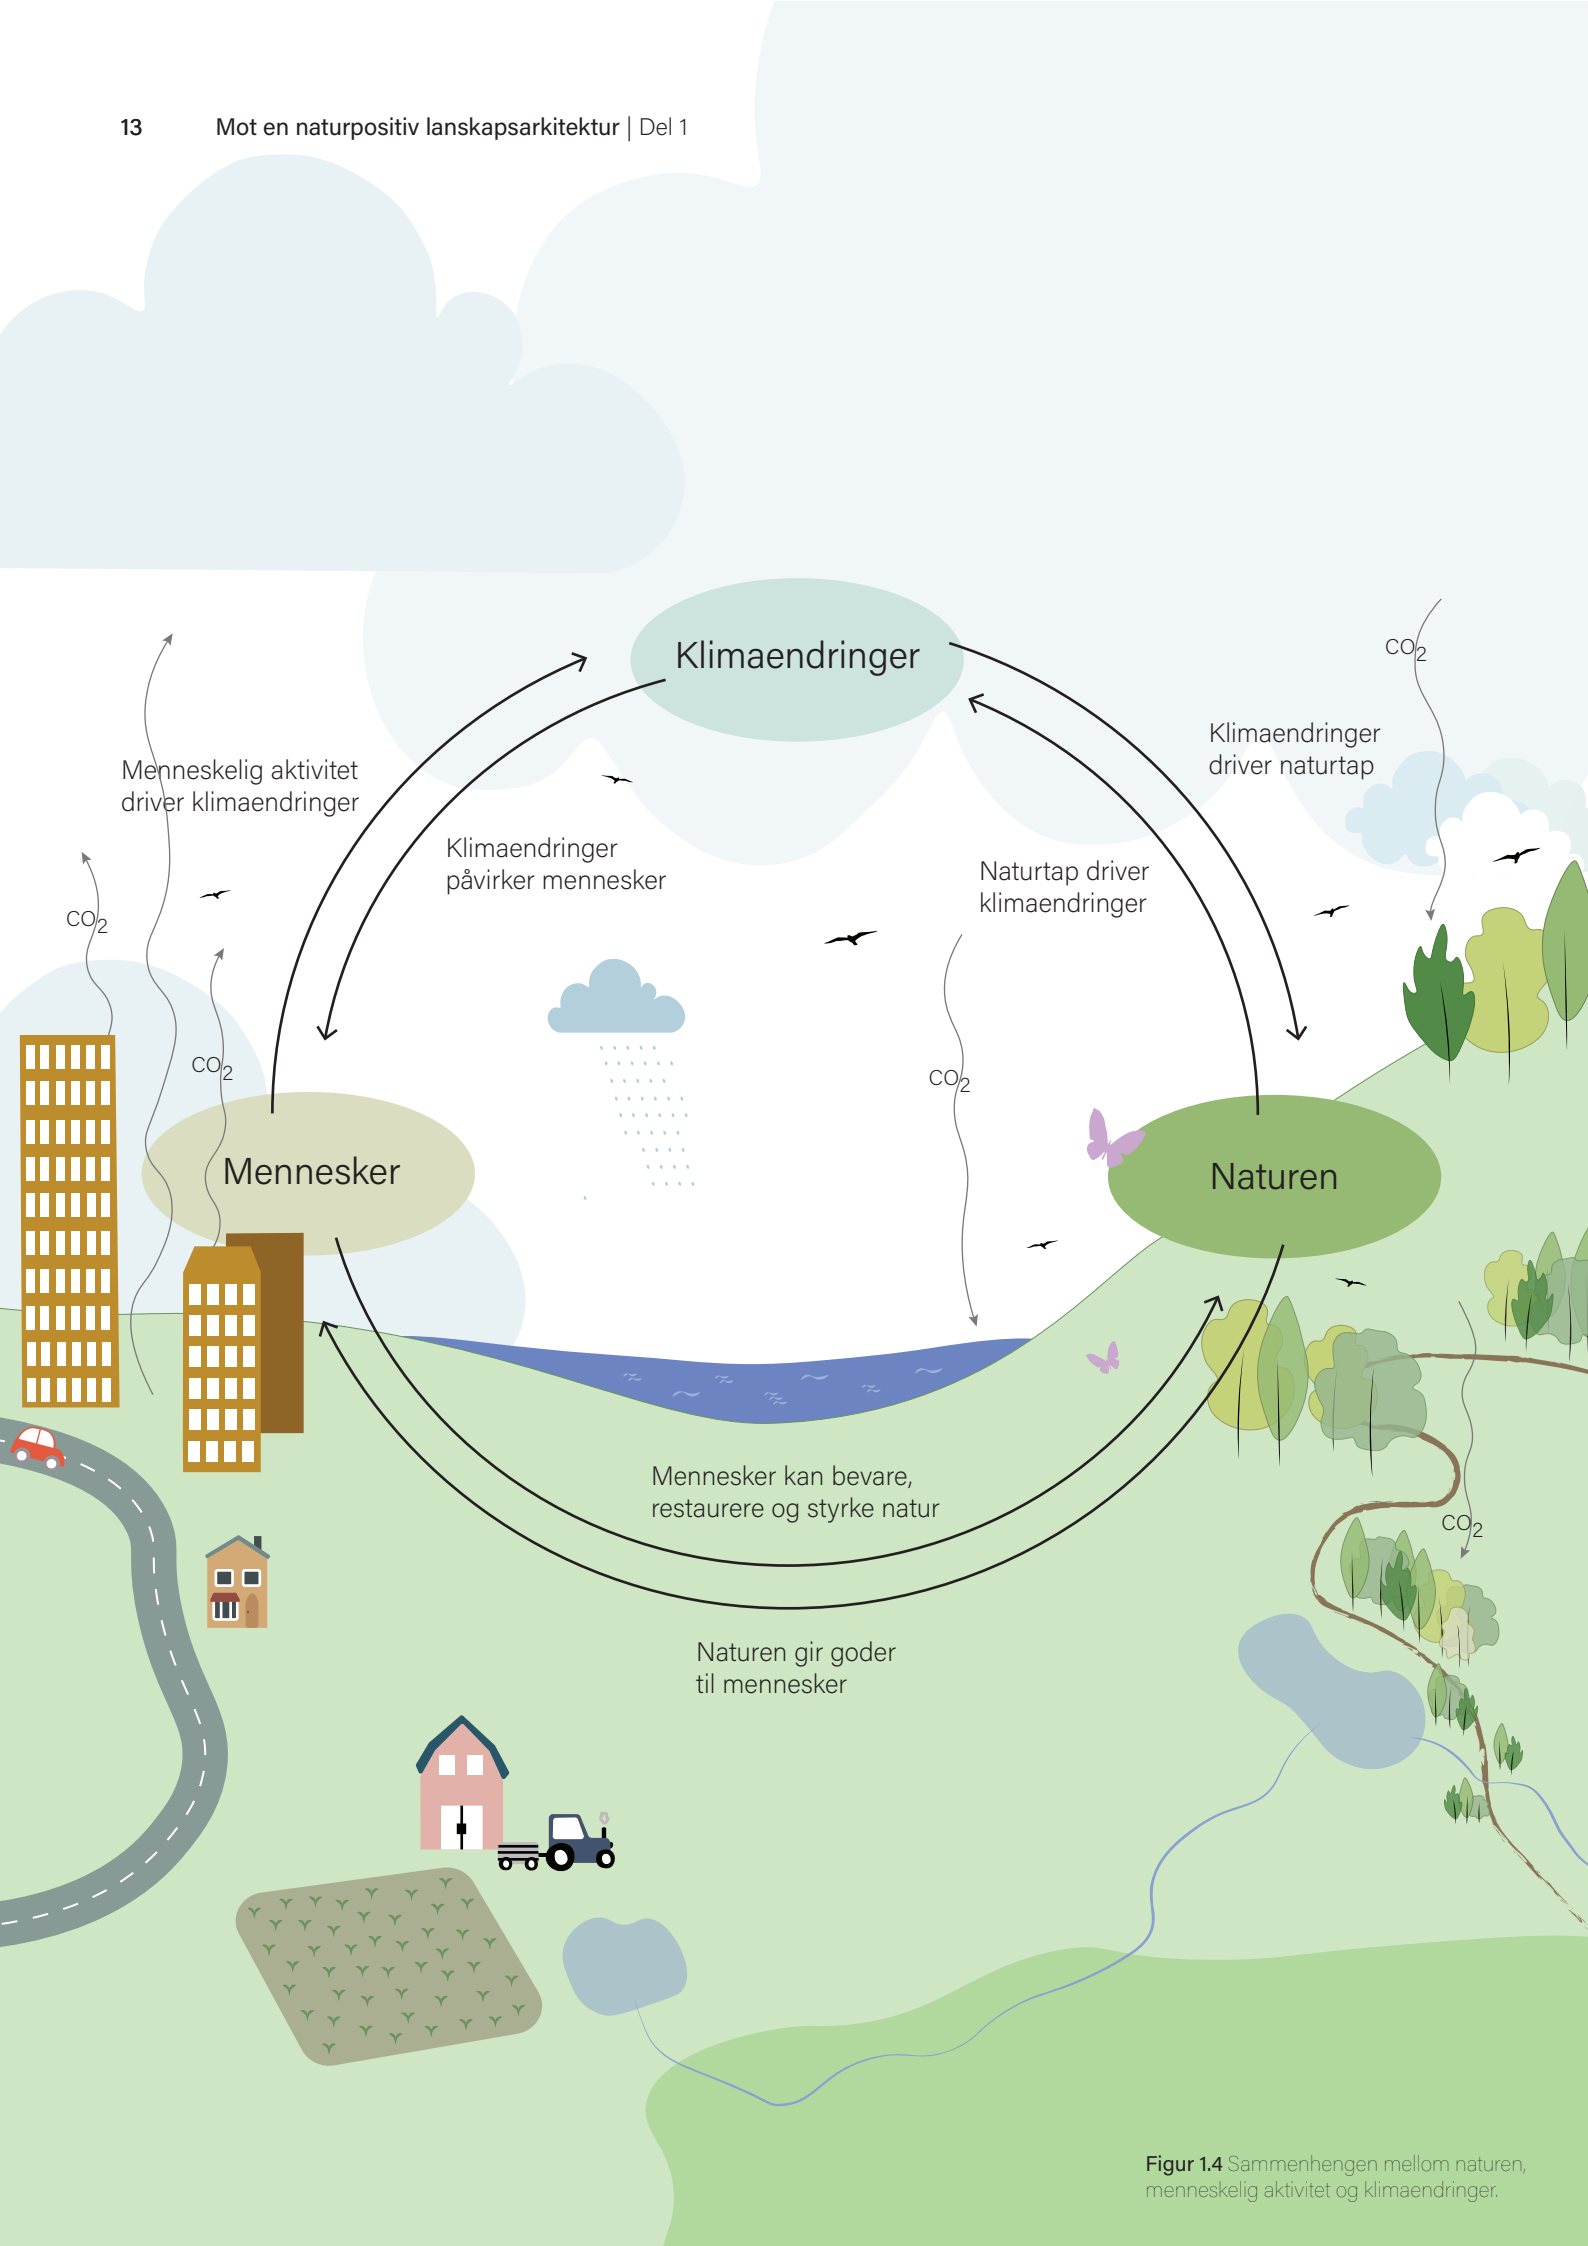 13 Mot en naturpositiv lanskapsarkitektur | Del 1
Klimaendringer
CO2
Klimaendringer
driver naturtap
Menneskelig aktivitet
driver klimaendringer
Klimaendringer
påvirker mennesker
Naturtap driver
klimaendringer
CO2
CO2
CO2
Mennesker
Naturen
Mennesker kan bevare,
restaurere og styrke natur
CO2
Naturen gir goder
til mennesker
Figur 1.4 Sammenhengen mellom naturen,
menneskelig aktivitet og klimaendringer.